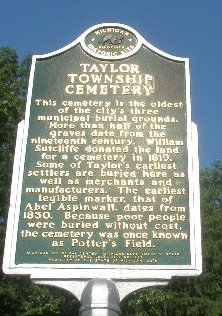 MICHIGAN
HISTORIC SITE
TAYLOR
TOWNSHIP
CEMETERY
This cemetery is the oldest
of the city's three
municipal burial grounds.
More than half of the
graves date from the
nineteenth century. William
Sutcliffe donated the land
for a cemetery in 1819.
Some of Taylor's earliest
settlers are buried here as
well as merchants and
manufacturers. The earliest
legible marker, that of
Abel Aspinwall, dates from
1830. Because poor people
were buried without cost,
the cemetery was once known
as Potter's Field.